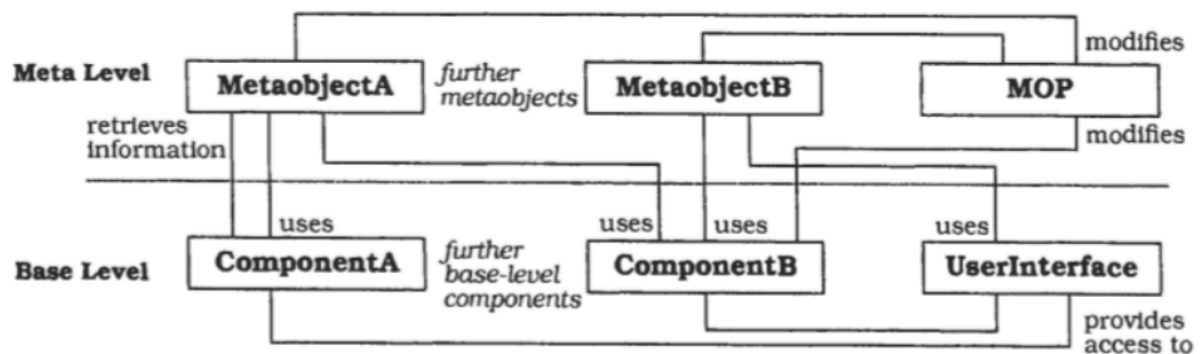 modifies
Meta Level
MetaobjectA
further
metaobjects
MetaobjectB
MOP
retrieves
information
modifies
uses
uses
uses
uses
Base Level
ComponentA
further
base-level
components
ComponentB
UserInterface
provides
access to